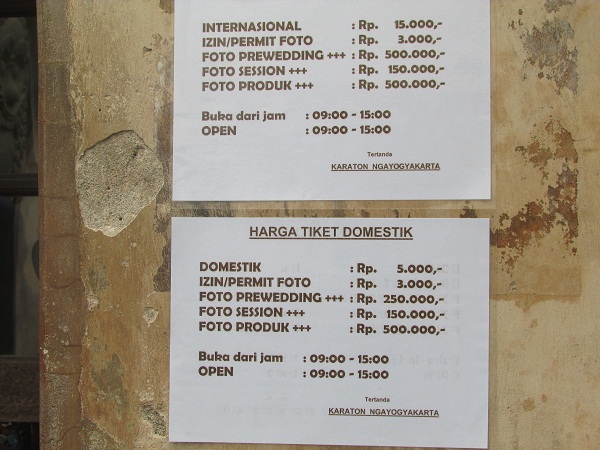 INTERNASIONAL : Rp. 15.000,-
IZIN/PERMIT FOTO : Rp. 3.000,-
FOTO PREWEDDING +++ : Rp. 500.000,-
FOTO SESSION +++ : Rp. 150.000,-
FOTO PRODUK +++ : Rp. 500.000,-
Buka dari jam : 09:00 - 15:00
OPEN : 09:00 - 15:00
Tertanda
KARATON NGAYOGYAKARTA
HARGA TIKET DOMESTIK
DOMESTIK : Rp. 5.000,-
IZIN/PERMIT FOTO : Rp. 3.000,-
FOTO PREWEDDING +++ : Rp. 250.000,-
FOTO SESSION +++ : Rp. 150.000,-
FOTO PRODUK +++ : Rp. 500.000,-
Buka dari jam : 09:00 - 15:00
OPEN : 09:00 - 15:00
Tertanda
KARATON NGAYOGYAKARTA